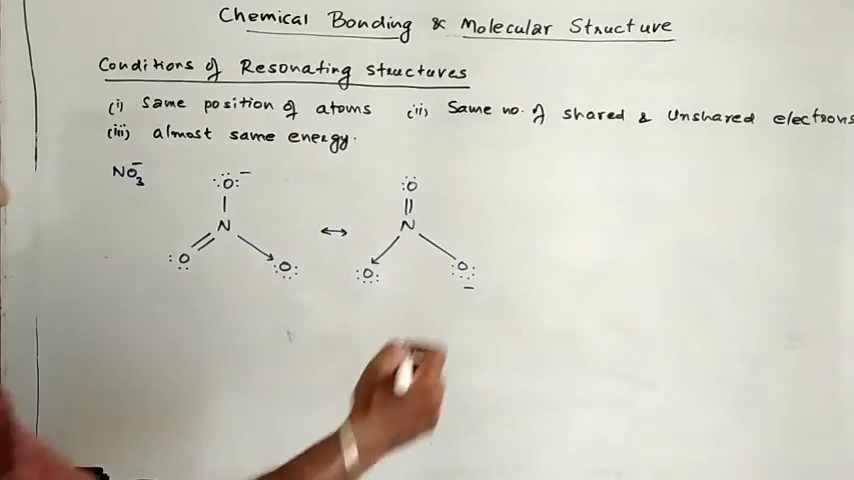 Chemical Bonding & Molecular Structure
Conditions of Resonating structures
(i) Same position of atoms (ii) Same no. of shared & Unshared electrons
(iii) almost same energy.
NO3-
:O:- :O
N ↔ N
:O :O: :O: :O:
-